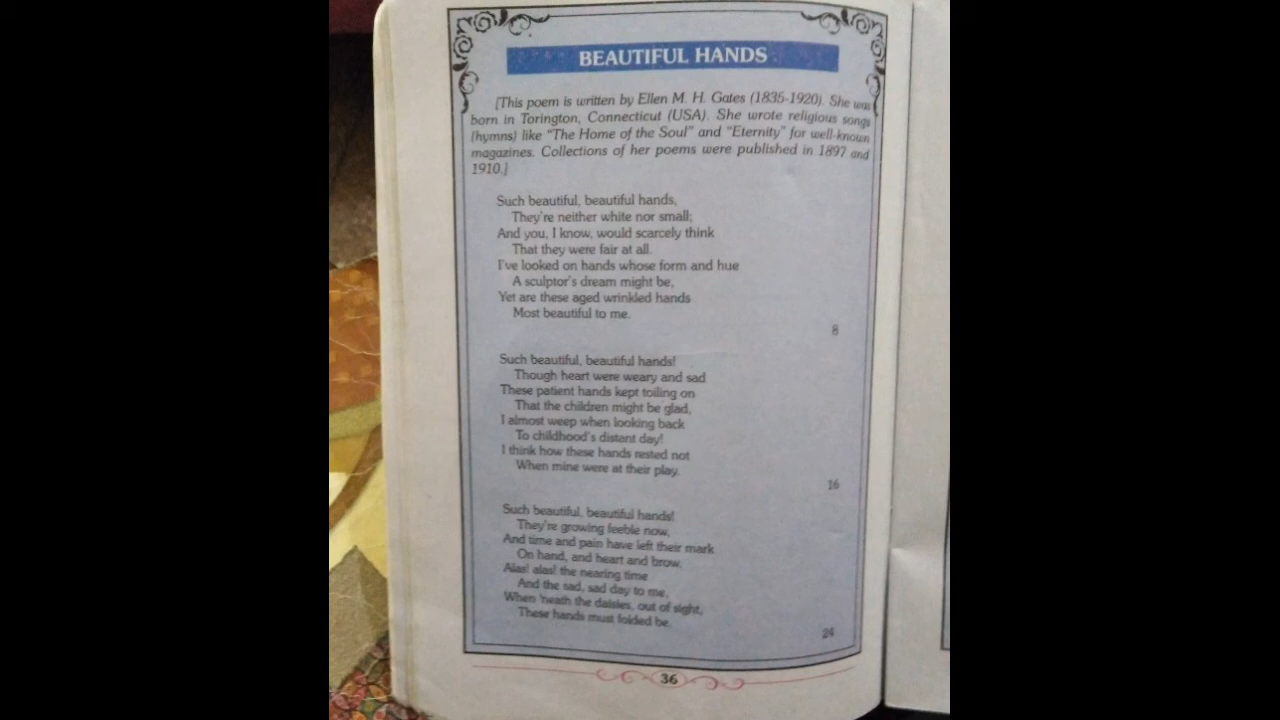 BEAUTIFUL HANDS
[This poem is written by Ellen M. H. Gates (1835-1920). She was
born in Torington, Connecticut (USA). She wrote religious songs
(hymns) like "The Home of the Soul" and "Eternity" for well-known
magazines. Collections of her poems were published in 1897 and
1910.]
Such beautiful, beautiful hands,
They're neither white nor small;
And you, I know, would scarcely think
That they were fair at all.
I've looked on hands whose form and hue
A sculptor's dream might be,
Yet are these aged wrinkled hands
Most beautiful to me.
8
Such beautiful, beautiful hands!
Though heart were weary and sad
These patient hands kept toiling on
That the children might be glad,
I almost weep when looking back
To childhood's distant day!
I think how these hands rested not
When mine were at their play.
16
Such beautiful, beautiful hands!
They're growing feeble now,
And time and pain have left their mark
On hand, and heart and brow.
Alas! alas! the nearing time
And the sad, sad day to me,
When 'neath the daisies, out of sight,
These hands must folded be.
24
36